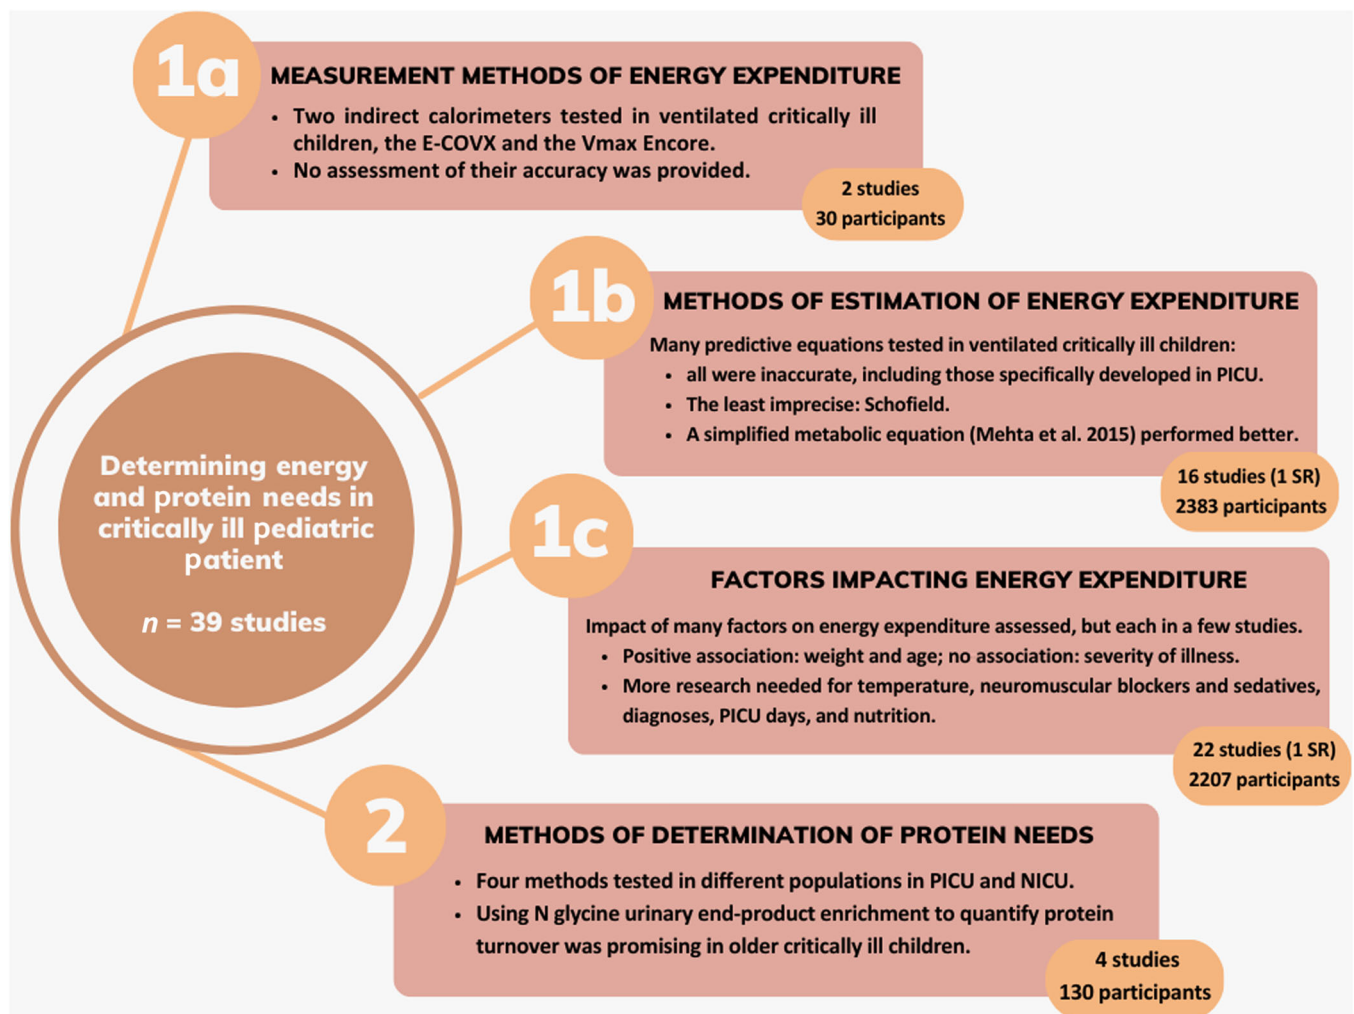 1a
MEASUREMENT METHODS OF ENERGY EXPENDITURE
• Two indirect calorimeters tested in ventilated critically ill
children, the E-COVX and the Vmax Encore.
• No assessment of their accuracy was provided.
2 studies
30 participants
1b
METHODS OF ESTIMATION OF ENERGY EXPENDITURE
Many predictive equations tested in ventilated critically ill children:
• all were inaccurate, including those specifically developed in PICU.
• The least imprecise: Schofield.
• A simplified metabolic equation (Mehta et al. 2015) performed better.
16 studies (1 SR)
2383 participants
Determining energy
and protein needs in
critically ill pediatric
patient
n = 39 studies
1c
FACTORS IMPACTING ENERGY EXPENDITURE
Impact of many factors on energy expenditure assessed, but each in a few studies.
• Positive association: weight and age; no association: severity of illness.
• More research needed for temperature, neuromuscular blockers and sedatives,
diagnoses, PICU days, and nutrition.
22 studies (1 SR)
2207 participants
2
METHODS OF DETERMINATION OF PROTEIN NEEDS
• Four methods tested in different populations in PICU and NICU.
• Using N glycine urinary end-product enrichment to quantify protein
turnover was promising in older critically ill children.
4 studies
130 participants